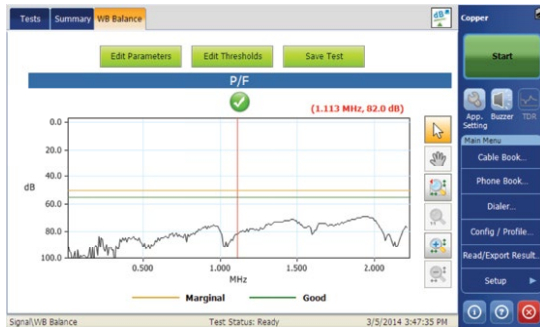 Tests Summary WB Balance
dB
Copper
Edit Parameters Edit Thresholds Save Test
Start
P/F
(1.113 MHz, 82.0 dB)
App. Setting
Buzzer
TDR
Main Menu
Cable Book...
Phone Book...
Dialer...
Config / Profile...
Read/Export Result..
Setup
0.0
20.0
40.0
60.0
80.0
100.0
dB
0.500 1.000 1.500 2.000
MHz
Marginal Good
Signal\WB Balance Test Status: Ready 3/5/2014 3:47:35 PM